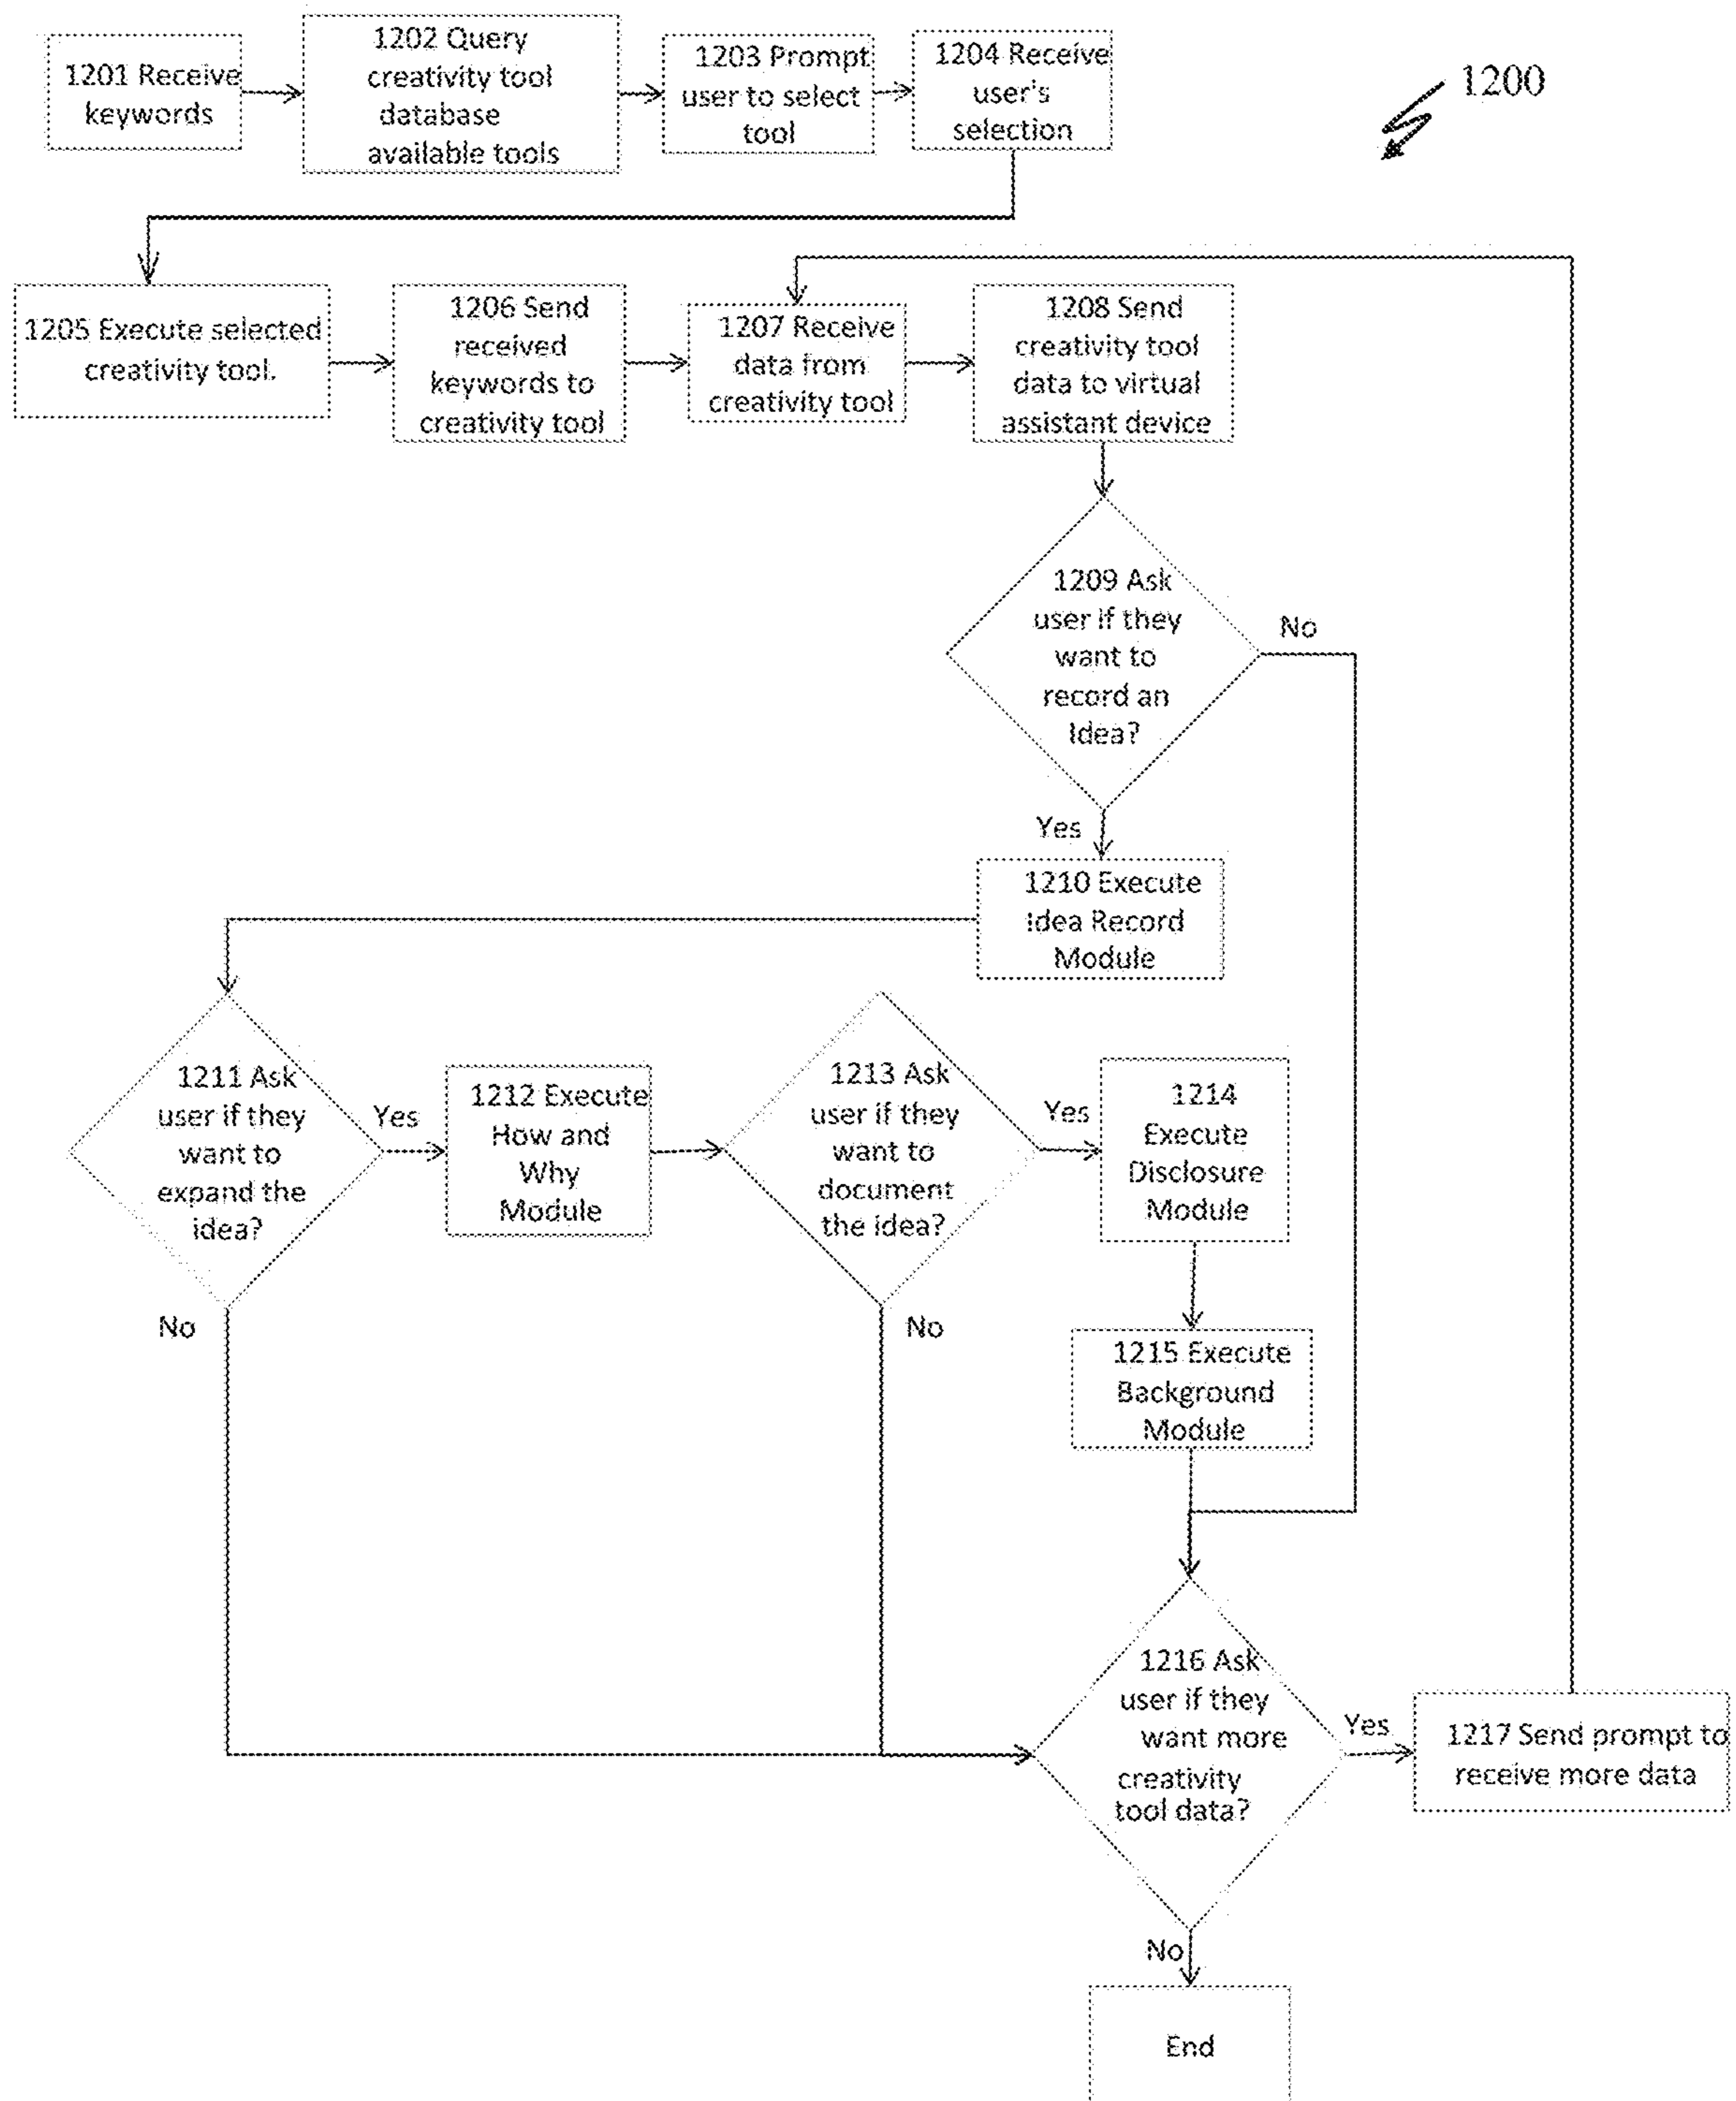 1201 Receive
keywords
1202 Query
creativity tool
database
available tools
1203 Prompt
user to select
tool
1204 Receive
user's
selection
1200
1205 Execute selected
creativity tool.
1206 Send
received
keywords to
creativity tool
1207 Receive
data from
creativity tool
1208 Send
creativity tool
data to virtual
assistant device
1209 Ask
user if they
want to
record an
Idea?
No
Yes
1210 Execute
Idea Record
Module
1211 Ask
user if they
want to
expand the
idea?
Yes
No
1212 Execute
How and
Why
Module
1213 Ask
user if they
want to
document
the idea?
Yes
No
1214
Execute
Disclosure
Module
1215 Execute
Background
Module
1216 Ask
user if they
want more
creativity
tool data?
Yes
1217 Send prompt to
receive more data
No
End